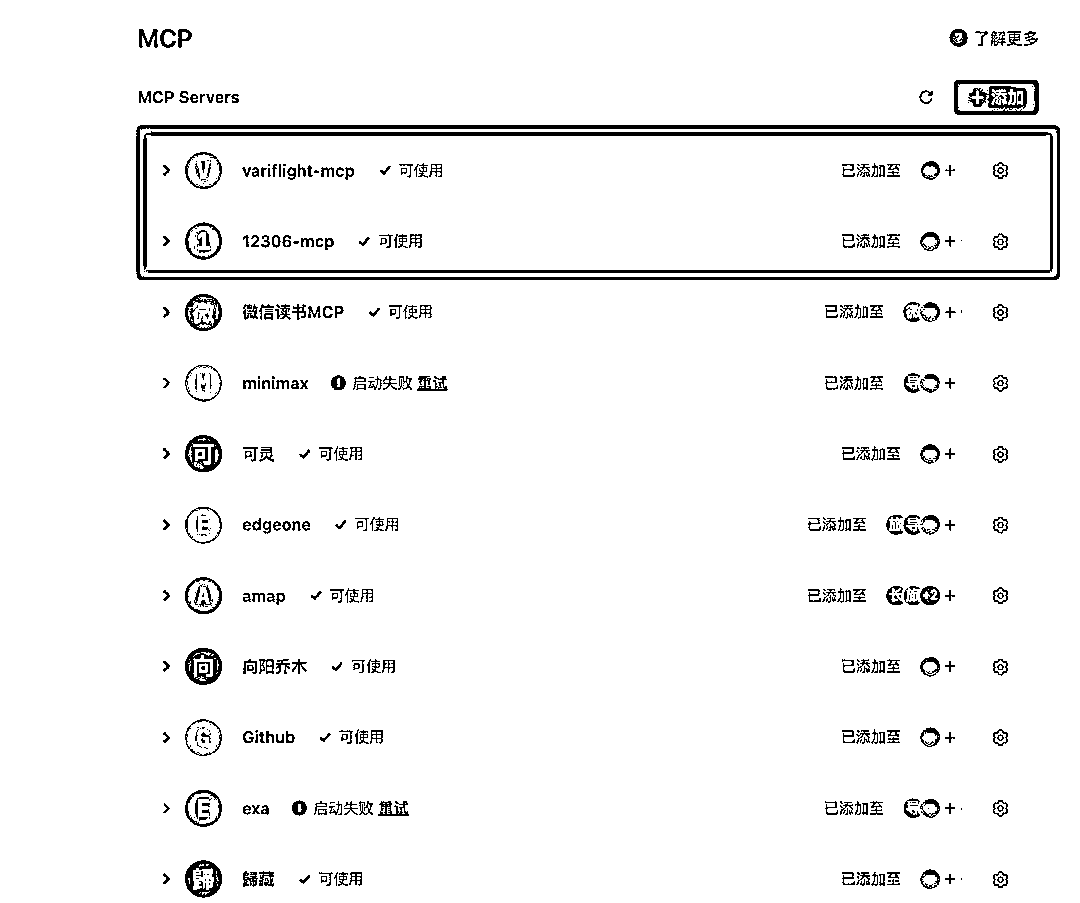 MCP
了解更多
MCP Servers
添加
V variflight-mcp 可使用 已添加至 +
1 12306-mcp 可使用 已添加至 +
微 微信读书MCP 可使用 已添加至 +
M minimax 启动失败 重试 已添加至 +
可 可灵 可使用 已添加至 +
E edgeone 可使用 已添加至 +
A amap 可使用 已添加至 +2 +
向 向阳乔木 可使用 已添加至 +
G Github 可使用 已添加至 +
E exa 启动失败 重试 已添加至 +
歸 歸藏 可使用 已添加至 +